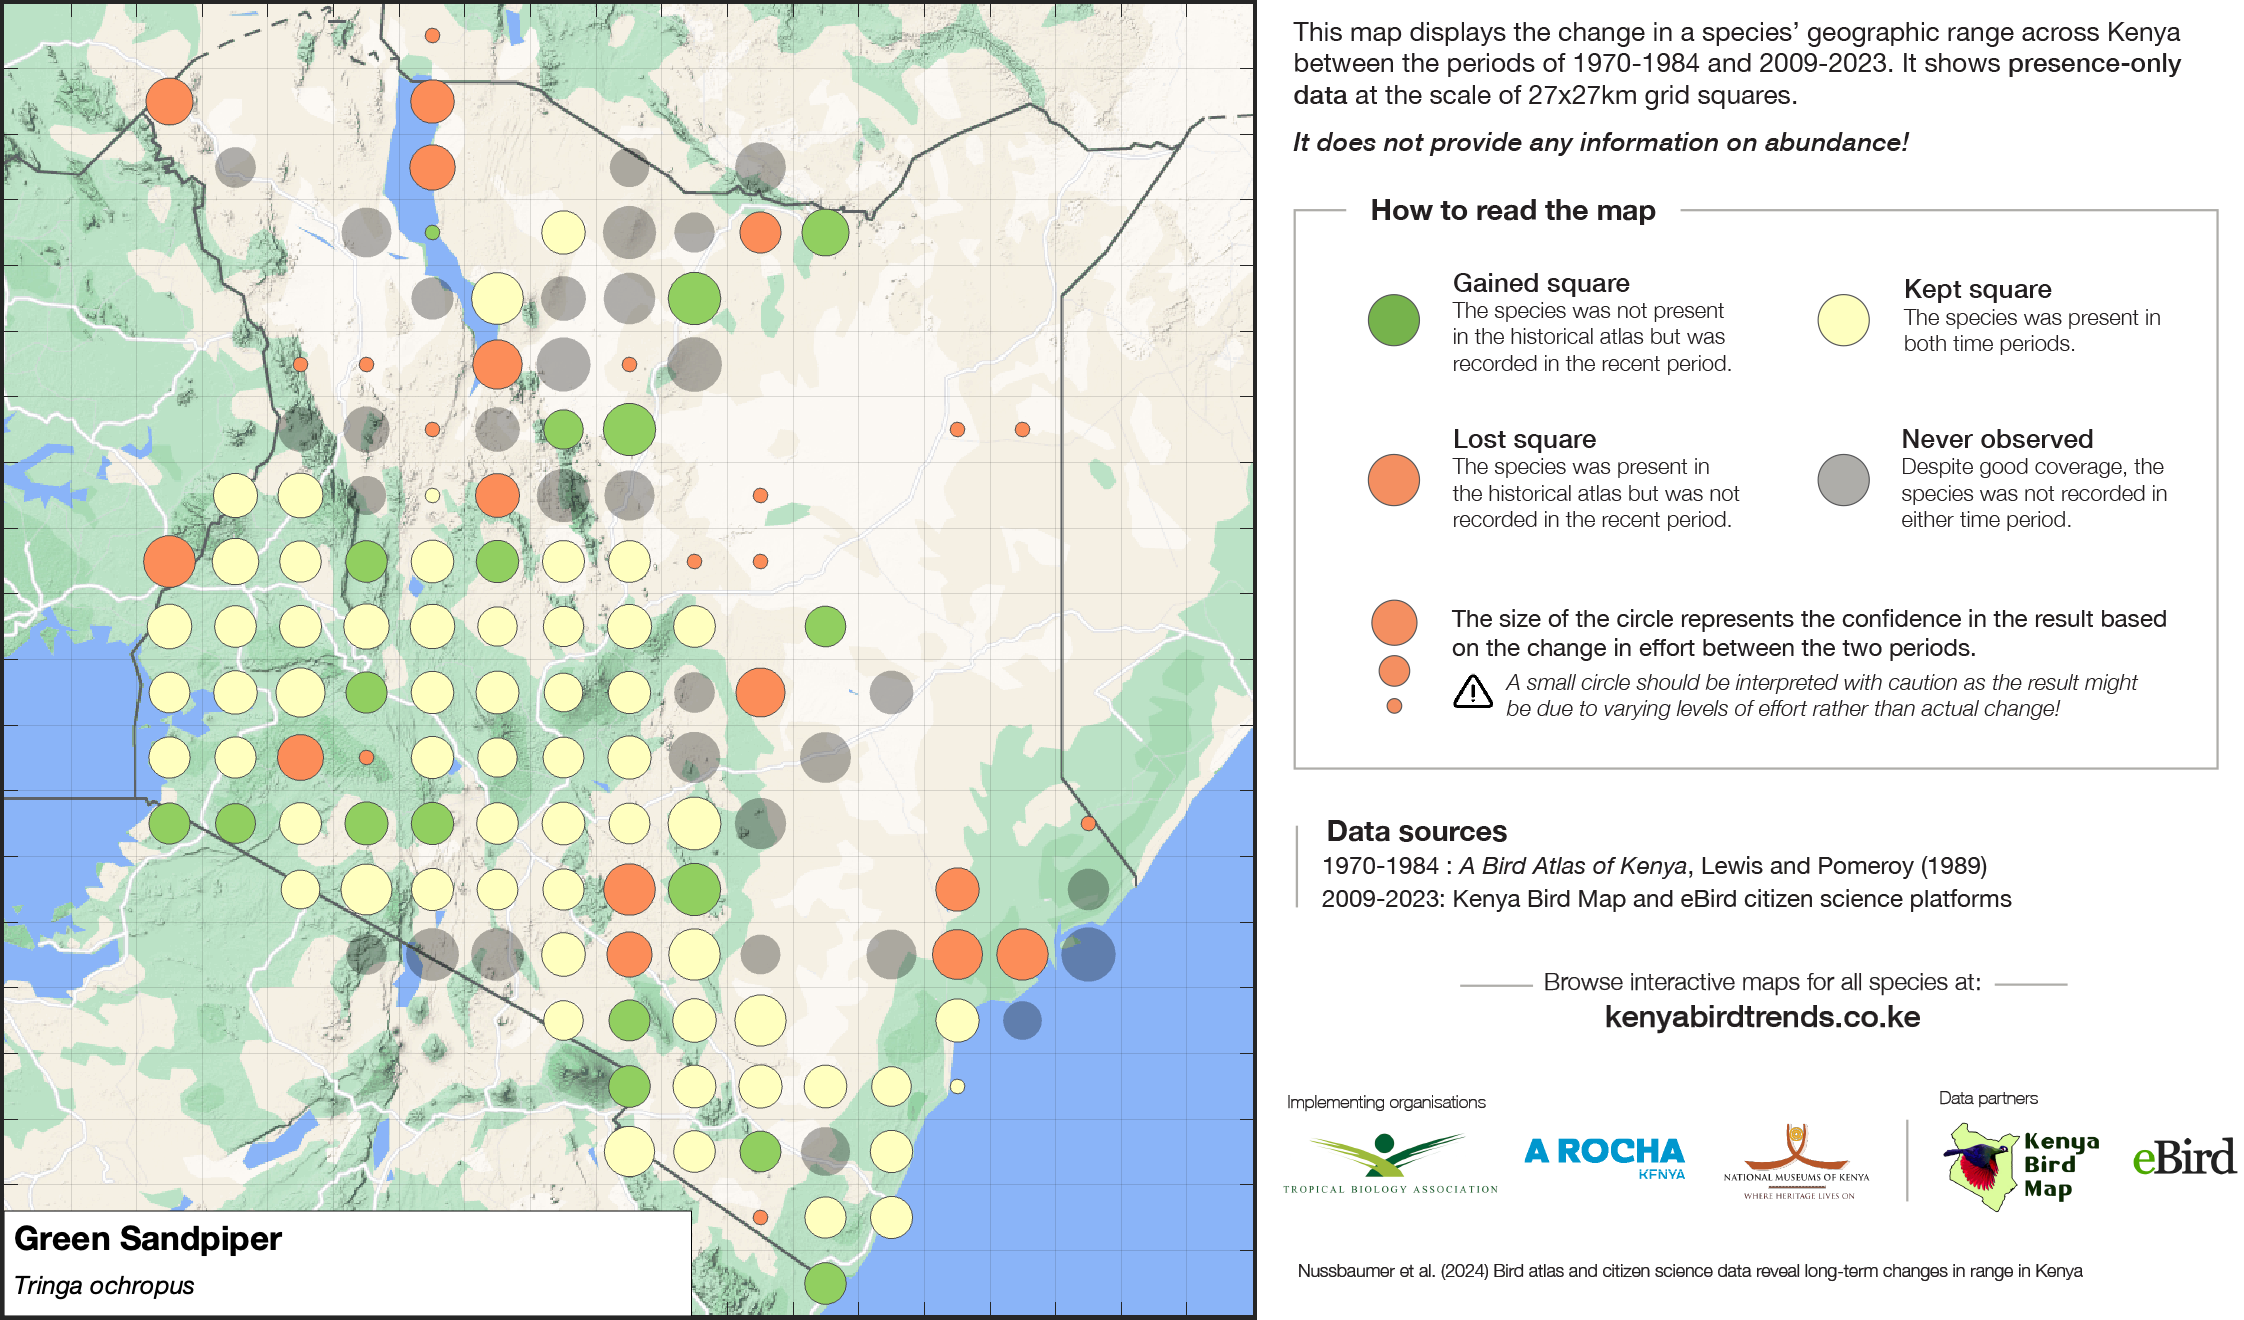 This map displays the change in a species’ geographic range across Kenya
between the periods of 1970-1984 and 2009-2023. It shows presence-only
data at the scale of 27x27km grid squares.
It does not provide any information on abundance!
How to read the map
Gained square
The species was not present
in the historical atlas but was
recorded in the recent period.
Kept square
The species was present in
both time periods.
Lost square
The species was present in
the historical atlas but was not
recorded in the recent period.
Never observed
Despite good coverage, the
species was not recorded in
either time period.
The size of the circle represents the confidence in the result based
on the change in effort between the two periods.
A small circle should be interpreted with caution as the result might
be due to varying levels of effort rather than actual change!
Data sources
1970-1984 : A Bird Atlas of Kenya, Lewis and Pomeroy (1989)
2009-2023: Kenya Bird Map and eBird citizen science platforms
Browse interactive maps for all species at:
kenyabirdtrends.co.ke
Implementing organisations
Data partners
TROPICAL BIOLOGY ASSOCIATION
A ROCHA
KENYA
NATIONAL MUSEUMS OF KENYA
WHERE HERITAGE LIVES ON
Kenya
Bird
Map
eBird
Green Sandpiper
Tringa ochropus
Nussbaumer et al. (2024) Bird atlas and citizen science data reveal long-term changes in range in Kenya